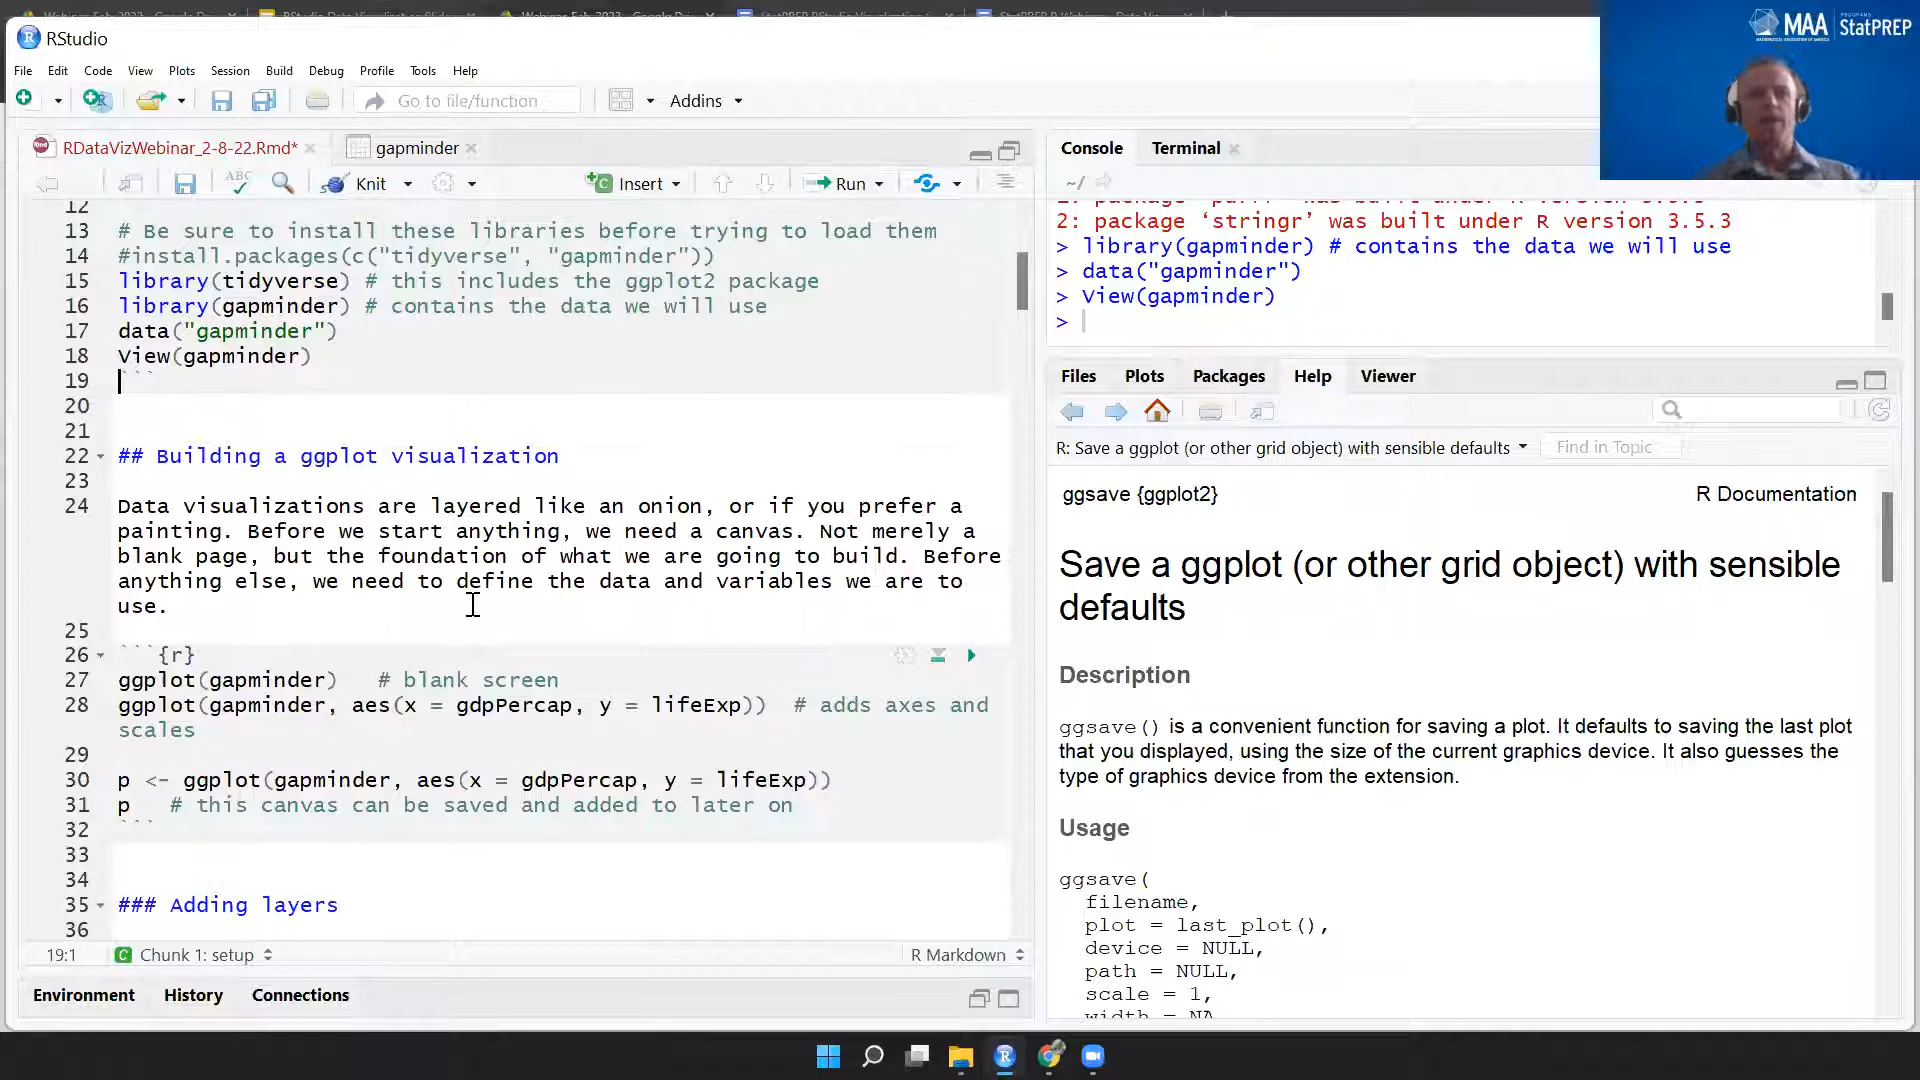 MAA
PROGRAMS
StatPREP
MATHEMATICAL ASSOCIATION OF AMERICA
RStudio
File Edit Code View Plots Session Build Debug Profile Tools Help
Go to file/function
Addins
RDataVizWebinar_2-8-22.Rmd*
gapminder
ABC
Knit
Insert
Run
12
13 # Be sure to install these libraries before trying to load them
14 #install.packages(c("tidyverse", "gapminder"))
15 library(tidyverse) # this includes the ggplot2 package
16 library(gapminder) # contains the data we will use
17 data("gapminder")
18 View(gapminder)
19 ```
20
21
22 ## Building a ggplot visualization
23
24 Data visualizations are layered like an onion, or if you prefer a
painting. Before we start anything, we need a canvas. Not merely a
blank page, but the foundation of what we are going to build. Before
anything else, we need to define the data and variables we are to
use.
25
26 ```{r}
27 ggplot(gapminder) # blank screen
28 ggplot(gapminder, aes(x = gdpPercap, y = lifeExp)) # adds axes and
scales
29
30 p <- ggplot(gapminder, aes(x = gdpPercap, y = lifeExp))
31 p # this canvas can be saved and added to later on
32 ```
33
34
35 ### Adding layers
36
19:1 C Chunk 1: setup R Markdown
Environment History Connections
Console Terminal
~/
2: package ‘stringr’ was built under R version 3.5.3
> library(gapminder) # contains the data we will use
> data("gapminder")
> View(gapminder)
>
Files Plots Packages Help Viewer
R: Save a ggplot (or other grid object) with sensible defaults Find in Topic
ggsave {ggplot2} R Documentation
Save a ggplot (or other grid object) with sensible
defaults
Description
ggsave() is a convenient function for saving a plot. It defaults to saving the last plot
that you displayed, using the size of the current graphics device. It also guesses the
type of graphics device from the extension.
Usage
ggsave(
filename,
plot = last_plot(),
device = NULL,
path = NULL,
scale = 1,
width = NA